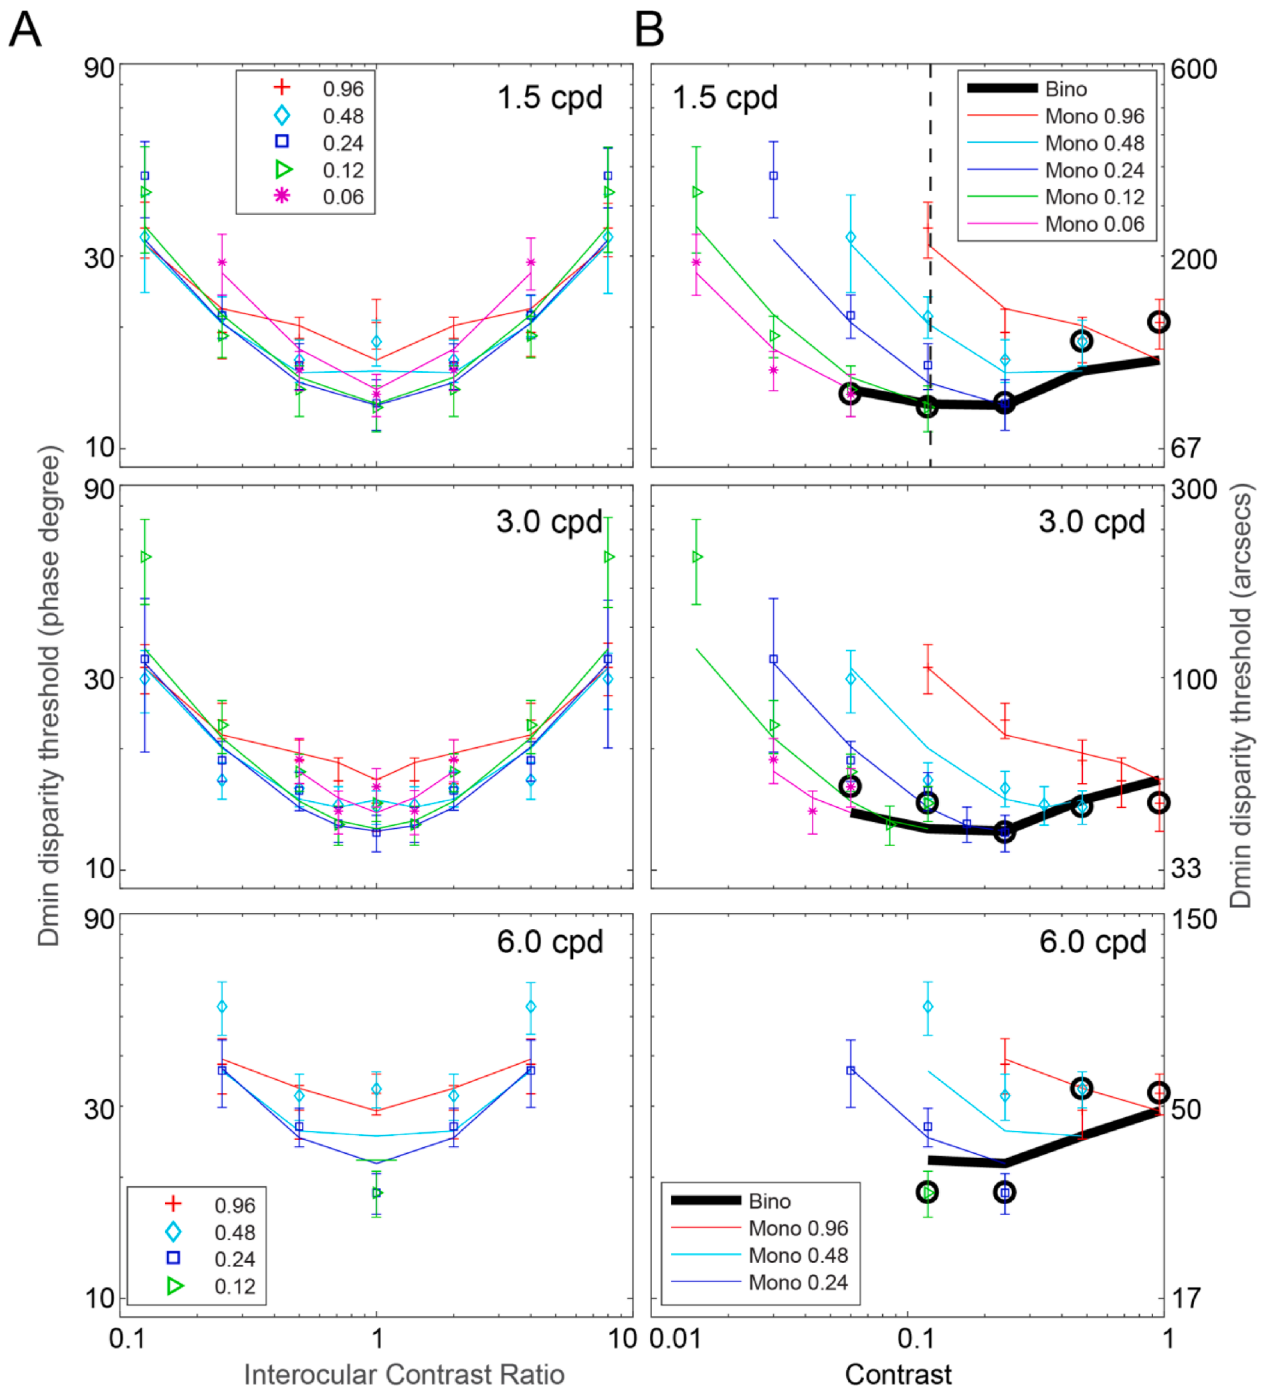 A
B
90
30
10
0.96
0.48
0.24
0.12
0.06
1.5 cpd
1.5 cpd
Bino
Mono 0.96
Mono 0.48
Mono 0.24
Mono 0.12
Mono 0.06
600
200
67
90
30
10
3.0 cpd
3.0 cpd
300
100
33
Dmin disparity threshold (phase degree)
Dmin disparity threshold (arcsecs)
90
30
10
6.0 cpd
0.96
0.48
0.24
0.12
6.0 cpd
Bino
Mono 0.96
Mono 0.48
Mono 0.24
150
50
17
0.1
1
10
0.01
0.1
1
Interocular Contrast Ratio
Contrast